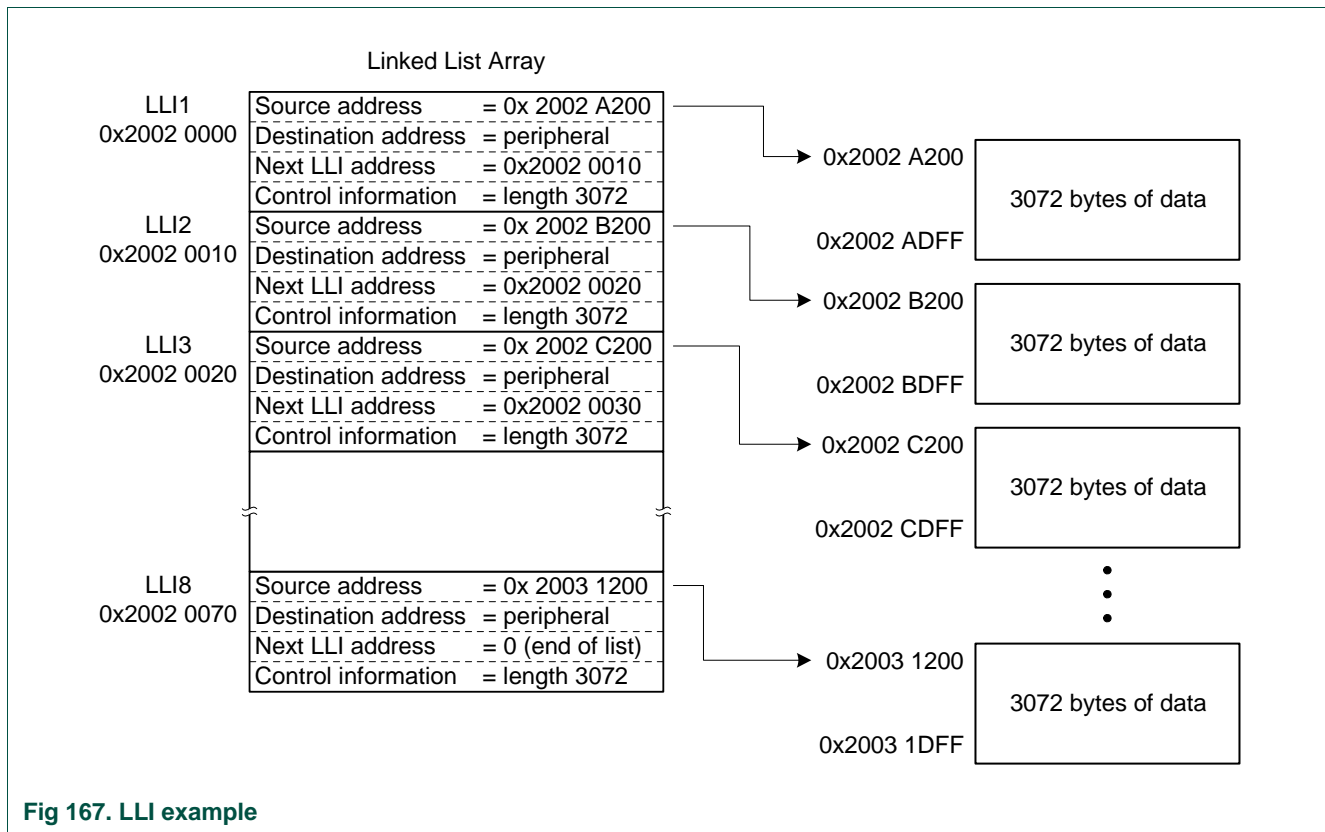 Linked List Array
LLI1
0x2002 0000
Source address = 0x 2002 A200
Destination address = peripheral
Next LLI address = 0x2002 0010
Control information = length 3072
LLI2
0x2002 0010
Source address = 0x 2002 B200
Destination address = peripheral
Next LLI address = 0x2002 0020
Control information = length 3072
LLI3
0x2002 0020
Source address = 0x 2002 C200
Destination address = peripheral
Next LLI address = 0x2002 0030
Control information = length 3072
LLI8
0x2002 0070
Source address = 0x 2003 1200
Destination address = peripheral
Next LLI address = 0 (end of list)
Control information = length 3072
0x2002 A200
3072 bytes of data
0x2002 ADFF
0x2002 B200
3072 bytes of data
0x2002 BDFF
0x2002 C200
3072 bytes of data
0x2002 CDFF
0x2003 1200
3072 bytes of data
0x2003 1DFF
Fig 167. LLI example